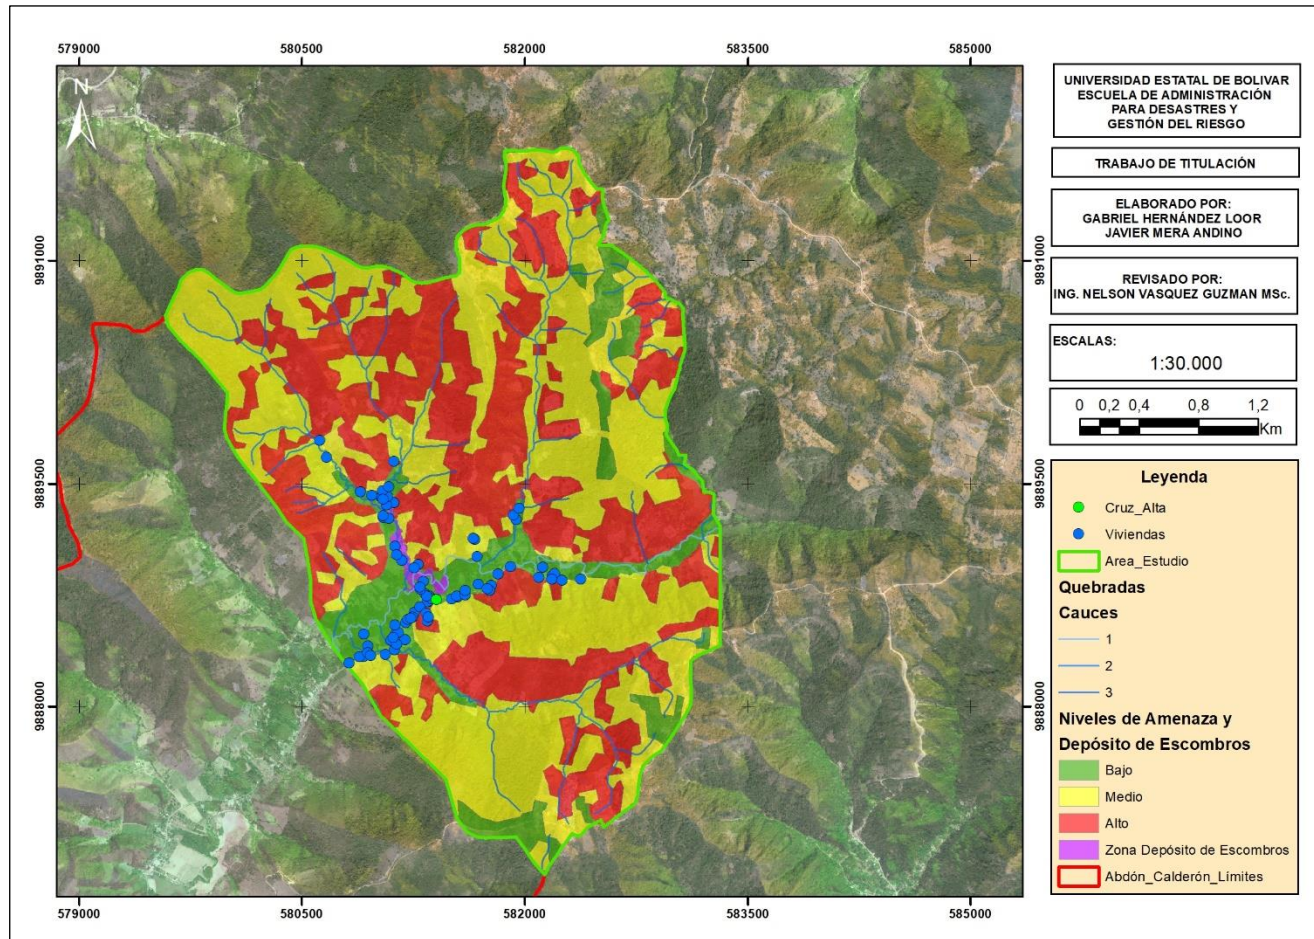 579000
580500
582000
583500
585000
N
9891000
9889500
9888000
9891000
9889500
9888000
579000
580500
582000
583500
585000
UNIVERSIDAD ESTATAL DE BOLIVAR
ESCUELA DE ADMINISTRACIÓN
PARA DESASTRES Y
GESTIÓN DEL RIESGO
TRABAJO DE TITULACIÓN
ELABORADO POR:
GABRIEL HERNÁNDEZ LOOR
JAVIER MERA ANDINO
REVISADO POR:
ING. NELSON VASQUEZ GUZMAN MSc.
ESCALAS:
1:30.000
0 0,2 0,4 0,8 1,2
Km
Leyenda
Cruz_Alta
Viviendas
Area_Estudio
Quebradas
Cauces
1
2
3
Niveles de Amenaza y
Depósito de Escombros
Bajo
Medio
Alto
Zona Depósito de Escombros
Abdón_Calderón_Límites